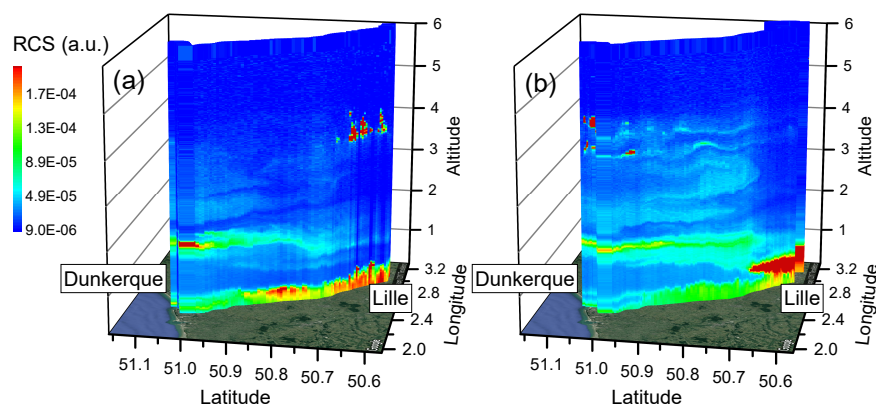 RCS (a.u.)
1.7E-04
1.3E-04
8.9E-05
4.9E-05
9.0E-06
(a)
6
5
4
3
2
1
Altitude
Dunkerque
Lille
3.2
2.8
2.4
2.0
Longitude
51.1
51.0
50.9
50.8
50.7
50.6
Latitude
(b)
6
5
4
3
2
1
Altitude
Dunkerque
Lille
3.2
2.8
2.4
2.0
Longitude
51.1
51.0
50.9
50.8
50.7
50.6
Latitude